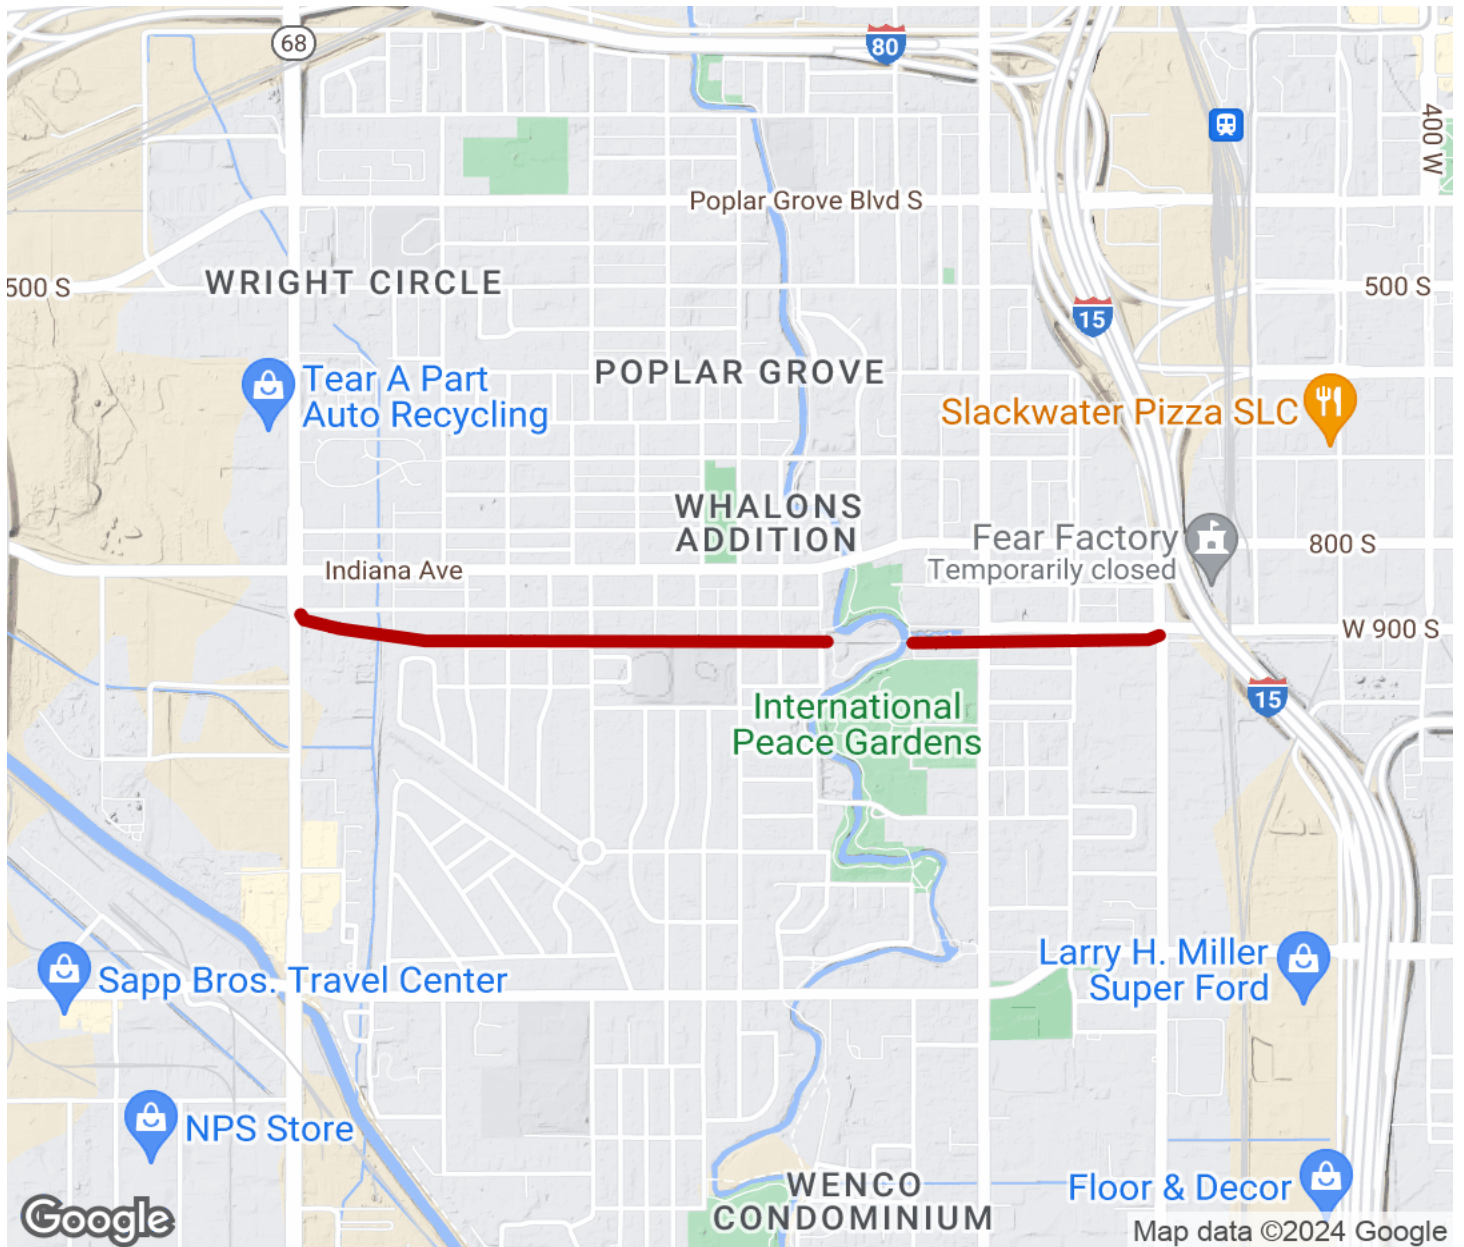 68
80
400 W
Poplar Grove Blvd S
500 S
WRIGHT CIRCLE
500 S
15
Tear A Part
Auto Recycling
POPLAR GROVE
Slackwater Pizza SLC
WHALONS
ADDITION
Fear Factory
Temporarily closed
800 S
Indiana Ave
W 900 S
International
Peace Gardens
15
Larry H. Miller
Super Ford
Sapp Bros. Travel Center
NPS Store
WENCO
CONDOMINIUM
Floor & Decor
Google
Map data ©2024 Google